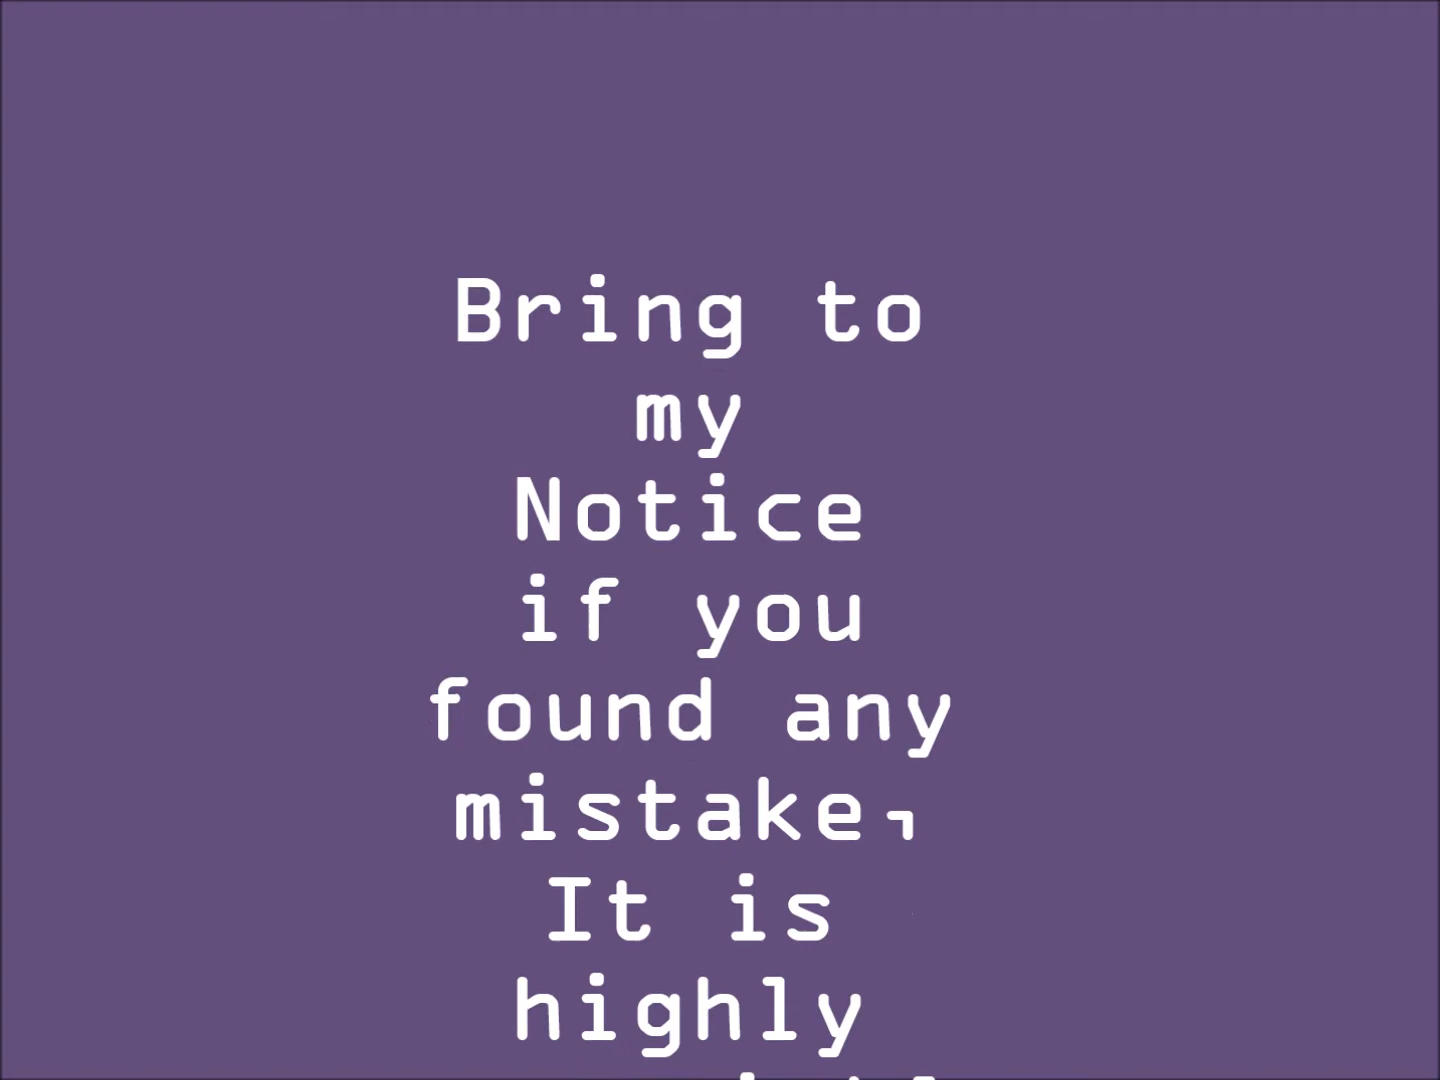 Bring to
my
Notice
if you
found any
mistake,
It is
highly